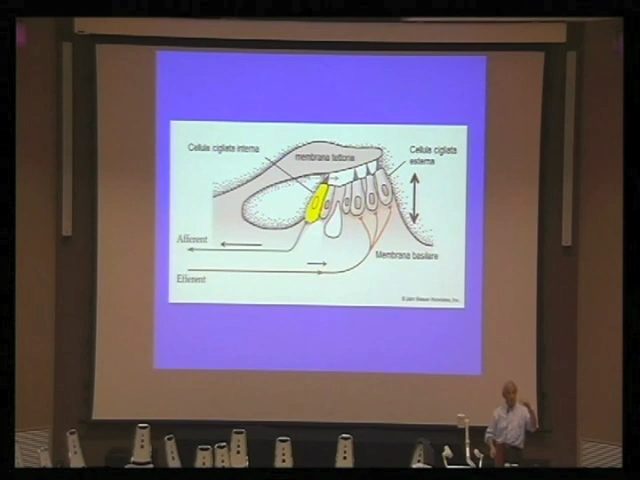 Cellula cigliata interna
membrana tettoria
Cellula cigliata
esterna
Afferent
Efferent
Membrana basilare